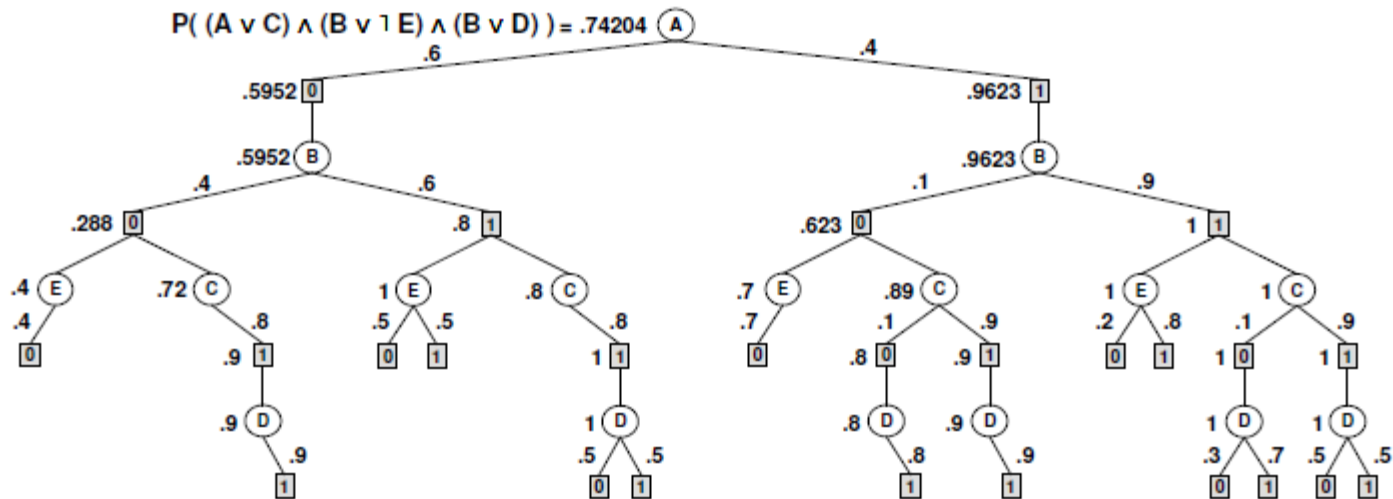 P( (A ∨ C) ∧ (B ∨ ˥ E) ∧ (B ∨ D) ) = .74204 A
.6 .4
.5952 0 .9623 1
.5952 B .9623 B
.4 .6 .1 .9
.288 0 .8 1 .623 0 1 1
.4 E .72 C 1 E .8 C .7 E .89 C 1 E 1 C
.4 .8 .5 .5 .8 .7 .1 .9 .2 .8 .1 .9
0 .9 1 0 1 1 1 0 .8 0 .9 1 0 1 1 0 1 1
.9 D 1 D .8 D .9 D 1 D 1 D
.9 .5 .5 .8 .9 .3 .7 .5 .5
1 0 1 1 1 0 1 0 1